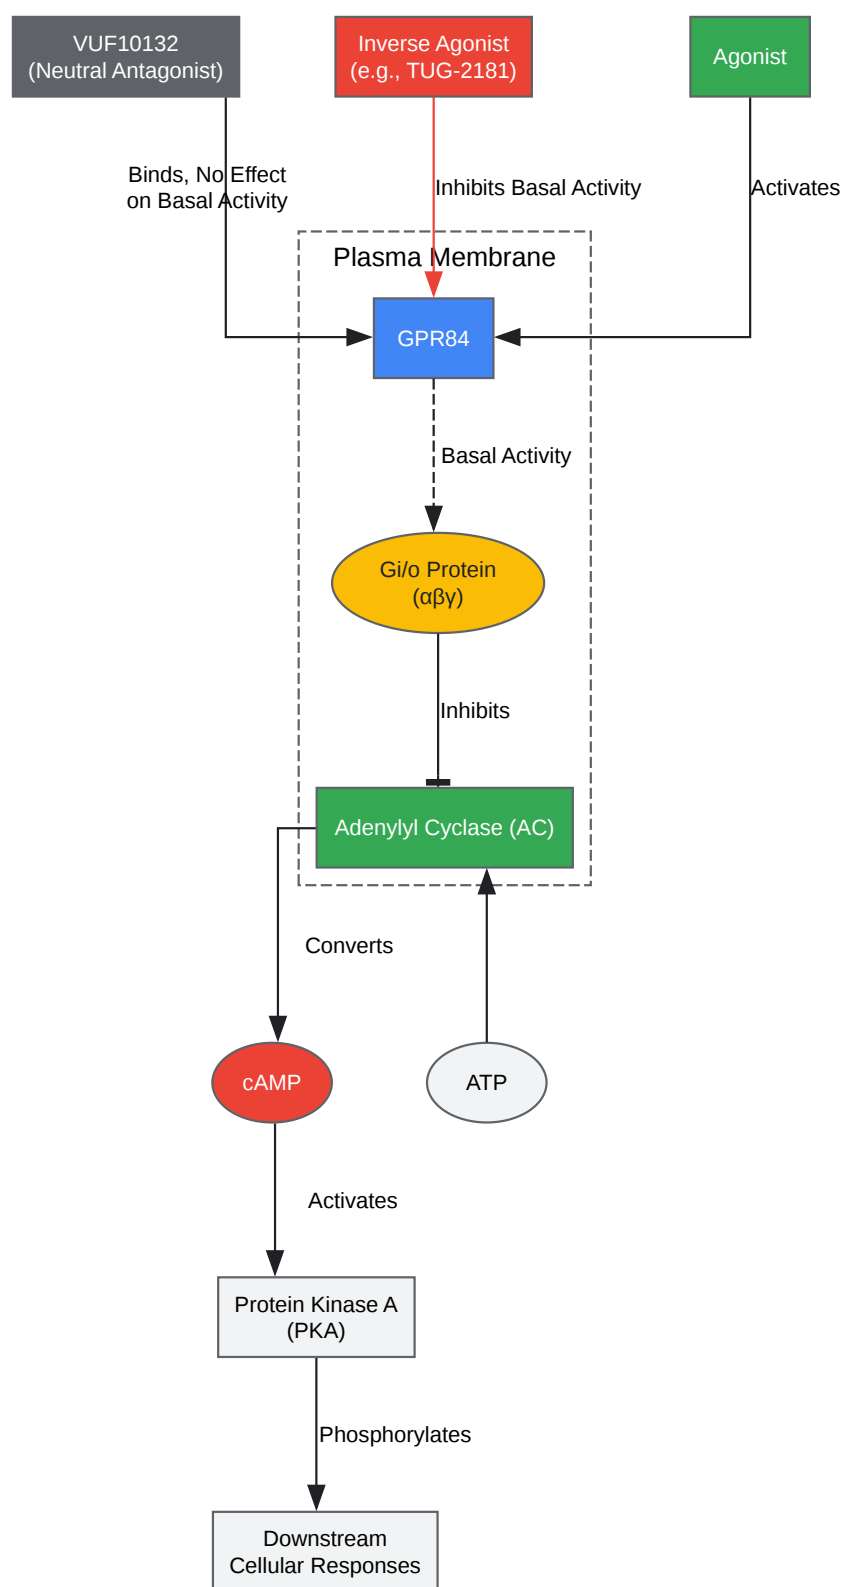 VUF10132
(Neutral Antagonist)
Inverse Agonist
(e.g., TUG-2181)
Agonist
Binds, No Effect
on Basal Activity
Inhibits Basal Activity
Activates
Plasma Membrane
GPR84
Basal Activity
Gi/o Protein
(αβγ)
Inhibits
Adenylyl Cyclase (AC)
Converts
cAMP
ATP
Activates
Protein Kinase A
(PKA)
Phosphorylates
Downstream
Cellular Responses